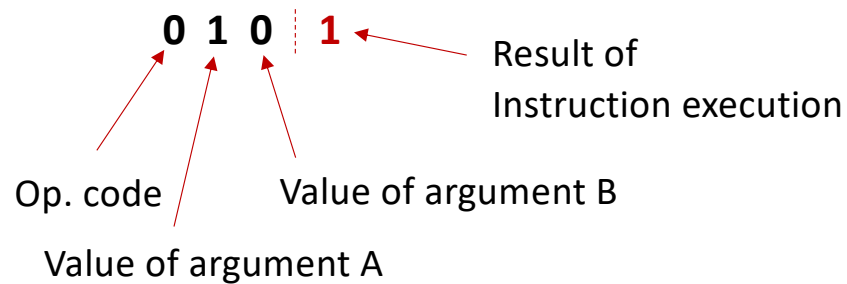 0 1 0 1
Result of
Instruction execution
Op. code
Value of argument B
Value of argument A